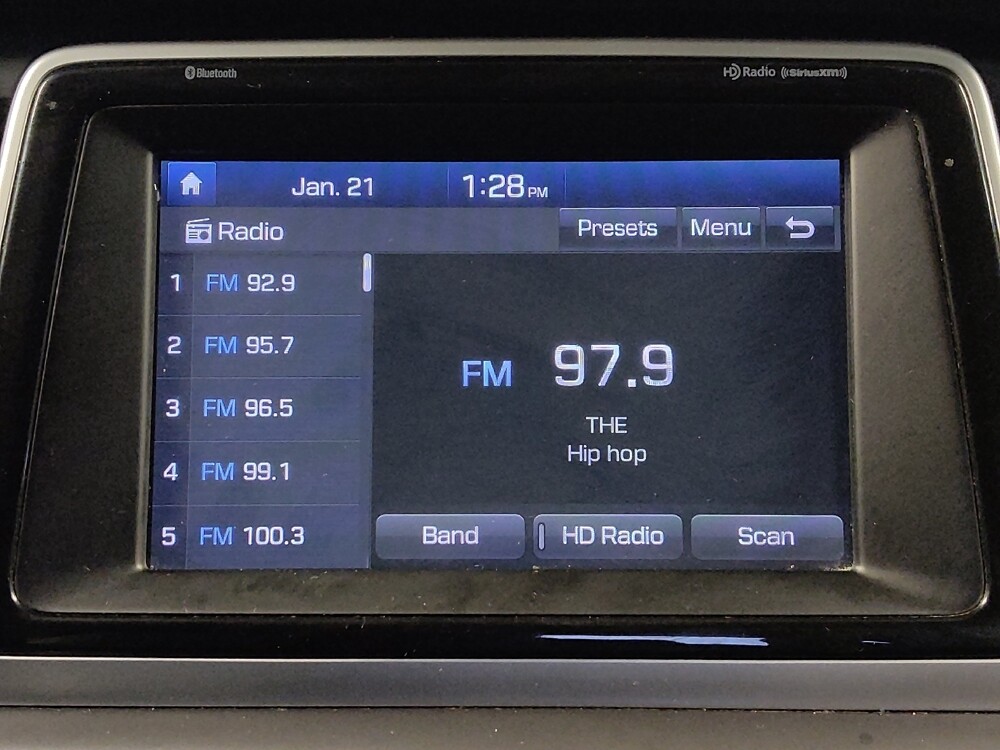 Bluetooth
HD Radio ((SiriusXM))
Jan. 21 1:28 PM
Radio Presets Menu
1 FM 92.9
2 FM 95.7
3 FM 96.5
4 FM 99.1
5 FM 100.3
FM 97.9
THE
Hip hop
Band HD Radio Scan